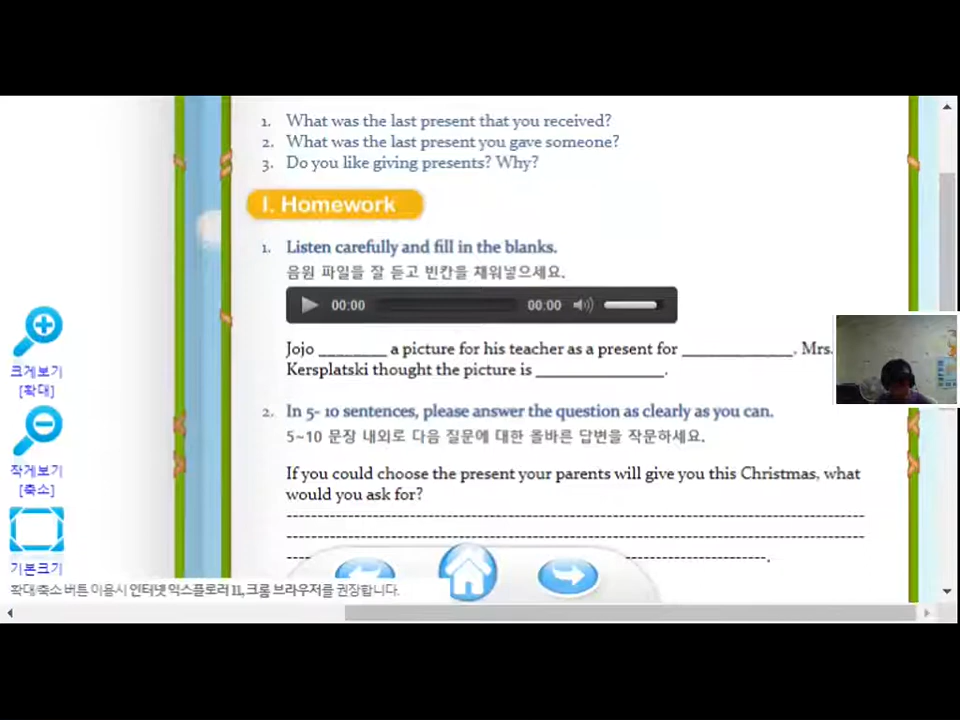 1. What was the last present that you received?
2. What was the last present you gave someone?
3. Do you like giving presents? Why?
I. Homework
1. Listen carefully and fill in the blanks.
음원 파일을 잘 듣고 빈칸을 채워넣으세요.
00:00 00:00
Jojo ________ a picture for his teacher as a present for _____________. Mrs.
Kersplatski thought the picture is _______________.
2. In 5- 10 sentences, please answer the question as clearly as you can.
5~10 문장 내외로 다음 질문에 대한 올바른 답변을 작문하세요.
If you could choose the present your parents will give you this Christmas, what
would you ask for?
크게보기
[확대]
작게보기
[축소]
기본크기
확대축소 버튼 이용시 인터넷 익스플로러 11, 크롬 브라우저를 권장합니다.